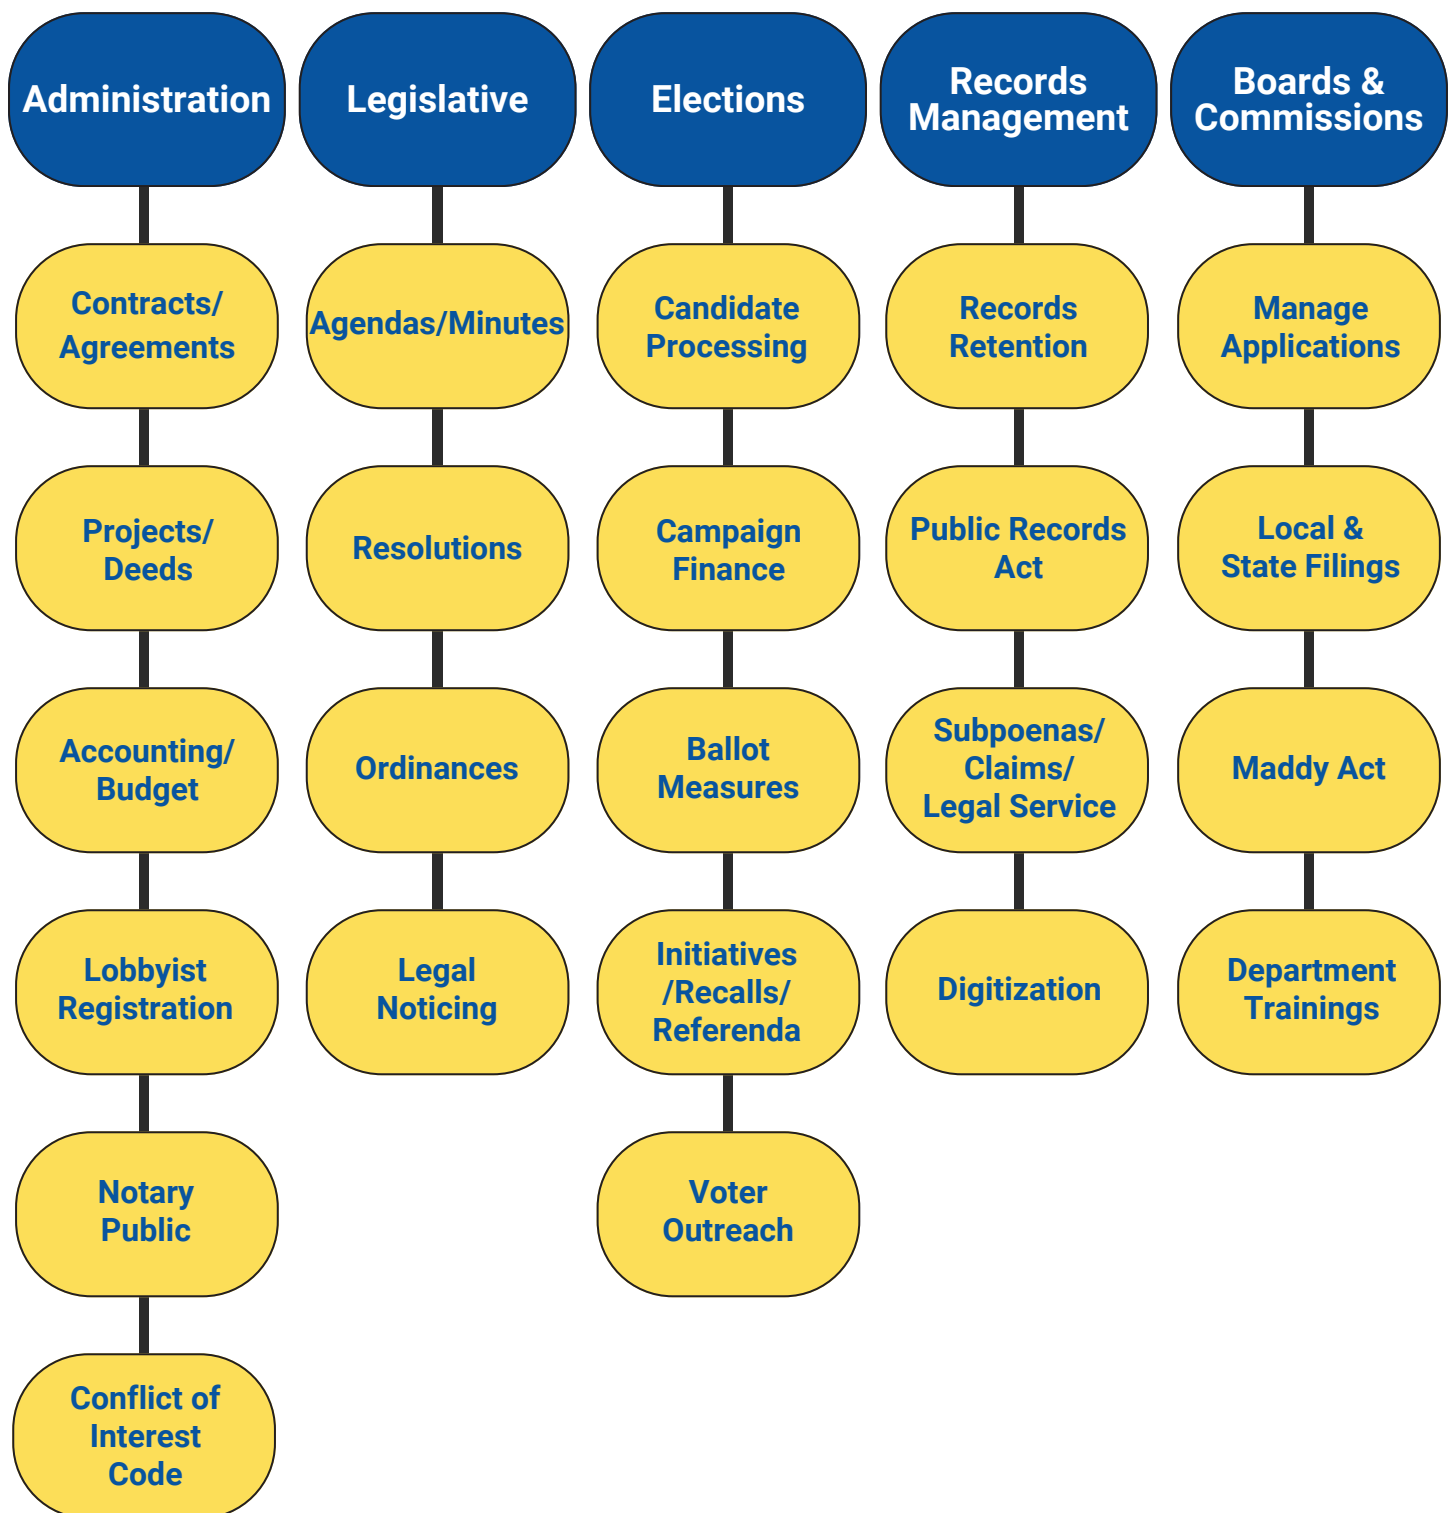 Administration
Contracts/
Agreements
Projects/
Deeds
Accounting/
Budget
Lobbyist
Registration
Notary
Public
Conflict of
Interest
Code
Legislative
Agendas/Minutes
Resolutions
Ordinances
Legal
Noticing
Elections
Candidate
Processing
Campaign
Finance
Ballot
Measures
Initiatives
/Recalls/
Referenda
Voter
Outreach
Records
Management
Records
Retention
Public Records
Act
Subpoenas/
Claims/
Legal Service
Digitization
Boards &
Commissions
Manage
Applications
Local &
State Filings
Maddy Act
Department
Trainings